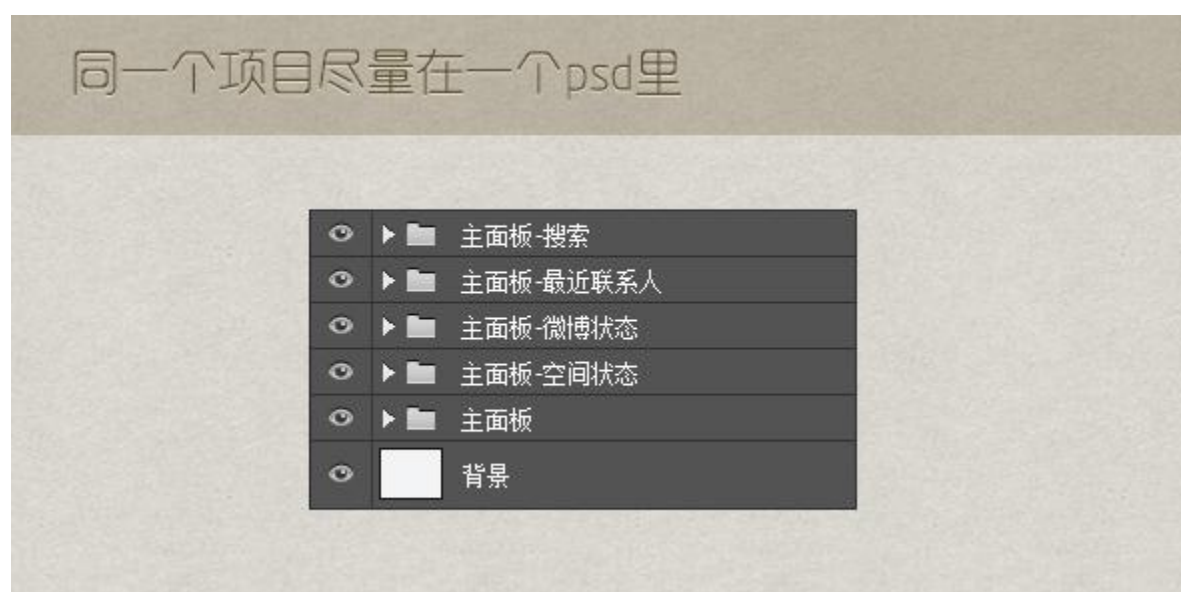 同一个项目尽量在一个psd里
主面板-搜索
主面板-最近联系人
主面板-微博状态
主面板-空间状态
主面板
背景